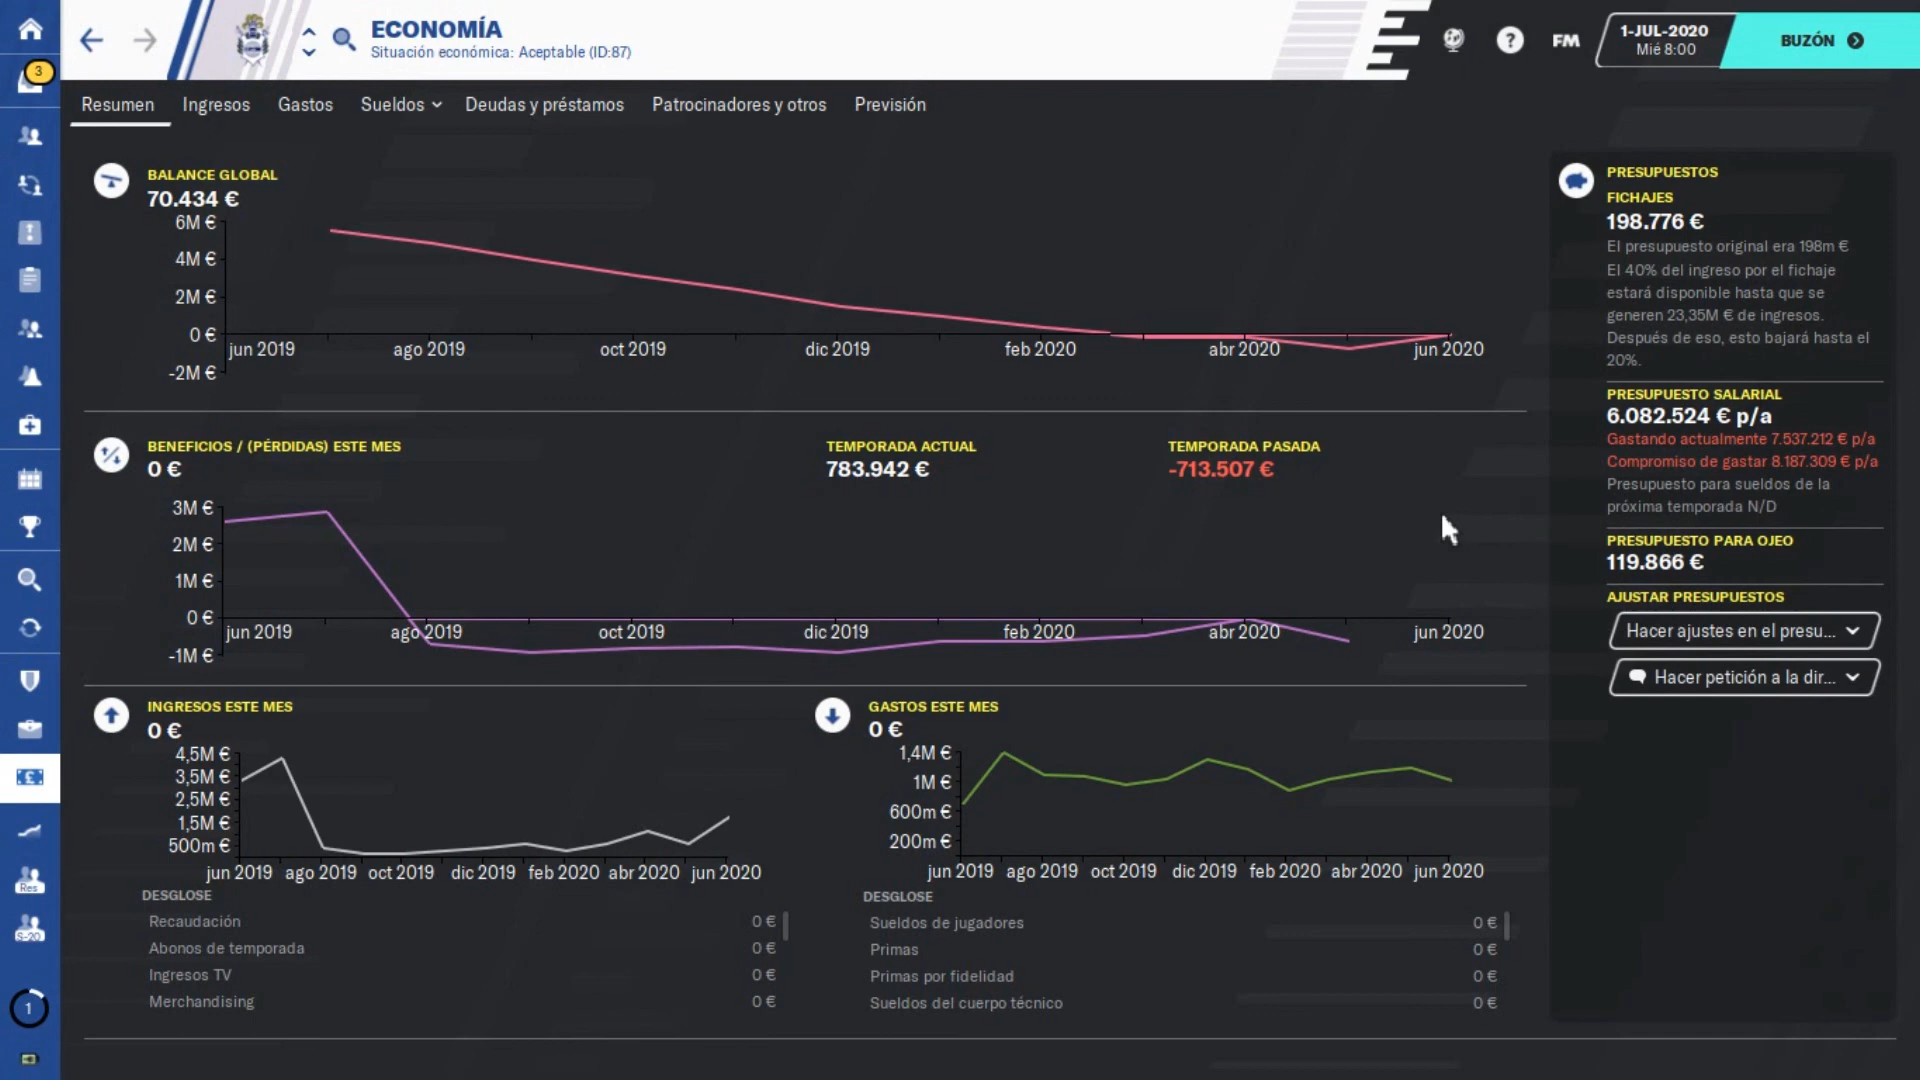 3
ECONOMÍA
Situación económica: Aceptable (ID:87)
?
FM
1-JUL-2020
Mié 8:00
BUZÓN
Resumen
Ingresos
Gastos
Sueldos
Deudas y préstamos
Patrocinadores y otros
Previsión
BALANCE GLOBAL
70.434 €
6M €
4M €
2M €
0 €
-2M €
jun 2019
ago 2019
oct 2019
dic 2019
feb 2020
abr 2020
jun 2020
BENEFICIOS / (PÉRDIDAS) ESTE MES
0 €
TEMPORADA ACTUAL
783.942 €
TEMPORADA PASADA
-713.507 €
3M €
2M €
1M €
0 €
-1M €
jun 2019
ago 2019
oct 2019
dic 2019
feb 2020
abr 2020
jun 2020
INGRESOS ESTE MES
0 €
4,5M €
3,5M €
2,5M €
1,5M €
500m €
jun 2019
ago 2019
oct 2019
dic 2019
feb 2020
abr 2020
jun 2020
DESGLOSE
Recaudación 0 €
Abonos de temporada 0 €
Ingresos TV 0 €
Merchandising 0 €
GASTOS ESTE MES
0 €
1,4M €
1M €
600m €
200m €
jun 2019
ago 2019
oct 2019
dic 2019
feb 2020
abr 2020
jun 2020
DESGLOSE
Sueldos de jugadores 0 €
Primas 0 €
Primas por fidelidad 0 €
Sueldos del cuerpo técnico 0 €
PRESUPUESTOS
FICHAJES
198.776 €
El presupuesto original era 198m €
El 40% del ingreso por el fichaje
estará disponible hasta que se
generen 23,35M € de ingresos.
Después de eso, esto bajará hasta el
20%.
PRESUPUESTO SALARIAL
6.082.524 € p/a
Gastando actualmente 7.537.212 € p/a
Compromiso de gastar 8.187.309 € p/a
Presupuesto para sueldos de la
próxima temporada N/D
PRESUPUESTO PARA OJEO
119.866 €
AJUSTAR PRESUPUESTOS
Hacer ajustes en el presu...
Hacer petición a la dir...
Res
S-20
1